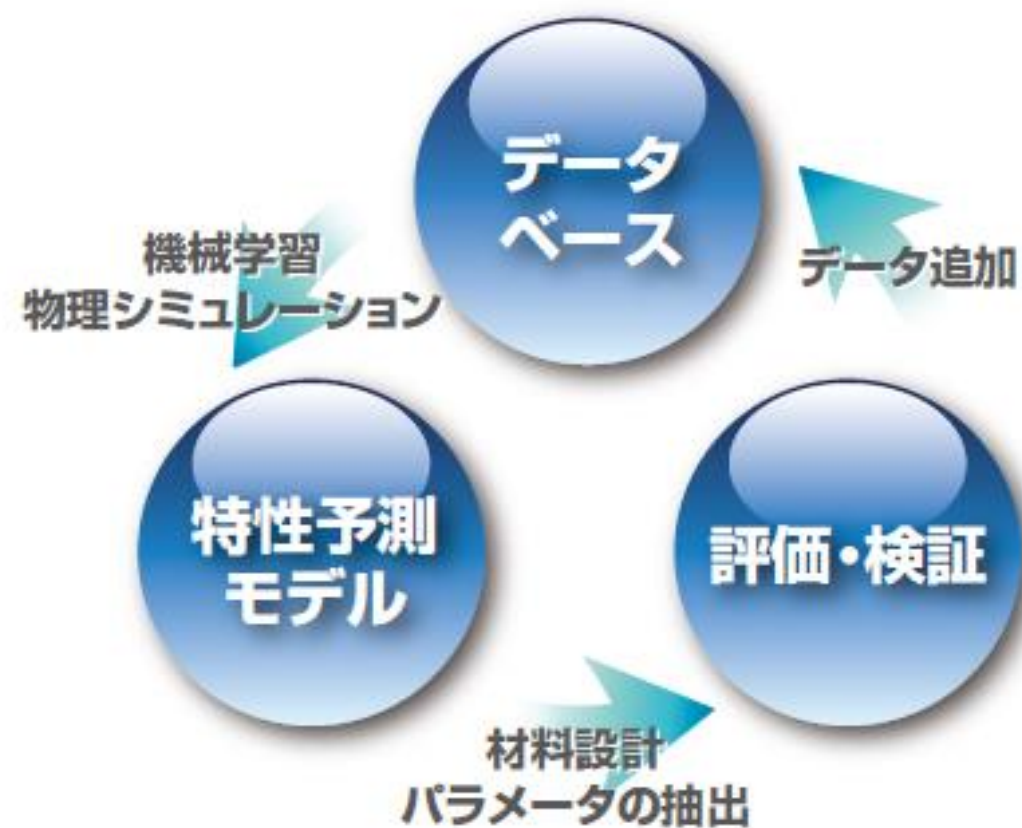 データ
ベース
機械学習
物理シミュレーション
データ追加
特性予測
モデル
評価・検証
材料設計
パラメータの抽出